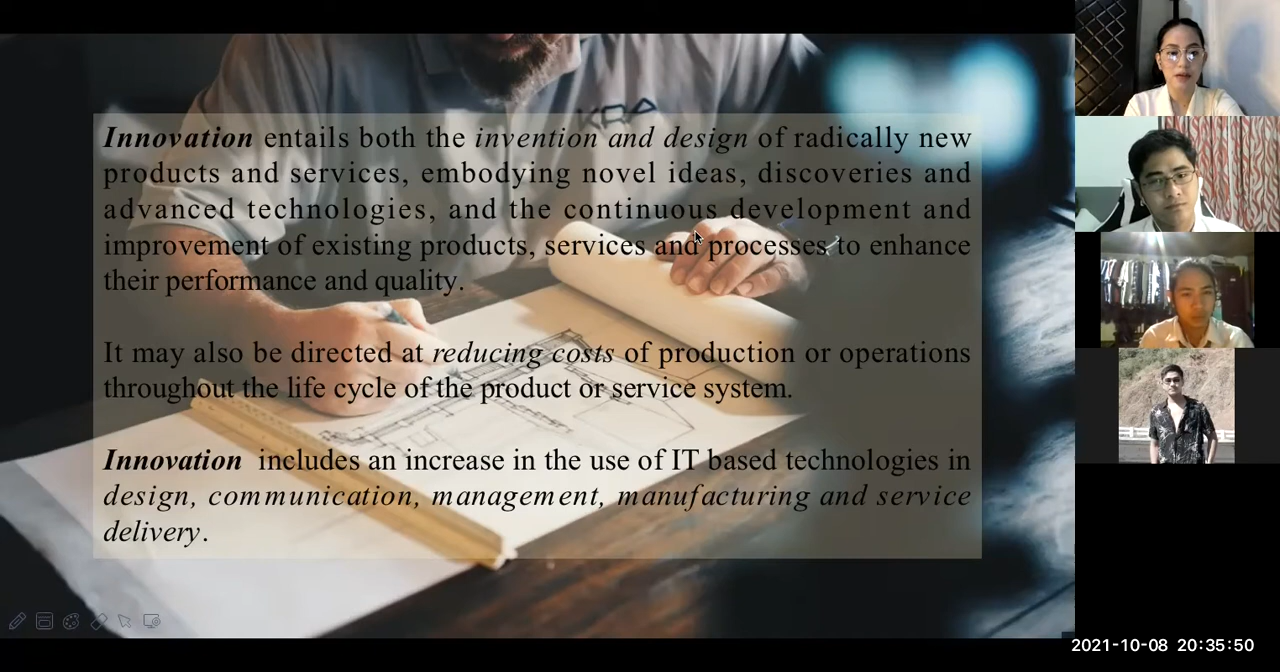 KRA
Innovation entails both the invention and design of radically new
products and services, embodying novel ideas, discoveries and
advanced technologies, and the continuous development and
improvement of existing products, services and processes to enhance
their performance and quality.
It may also be directed at reducing costs of production or operations
throughout the life cycle of the product or service system.
Innovation includes an increase in the use of IT based technologies in
design, communication, management, manufacturing and service
delivery.
2021-10-08 20:35:50